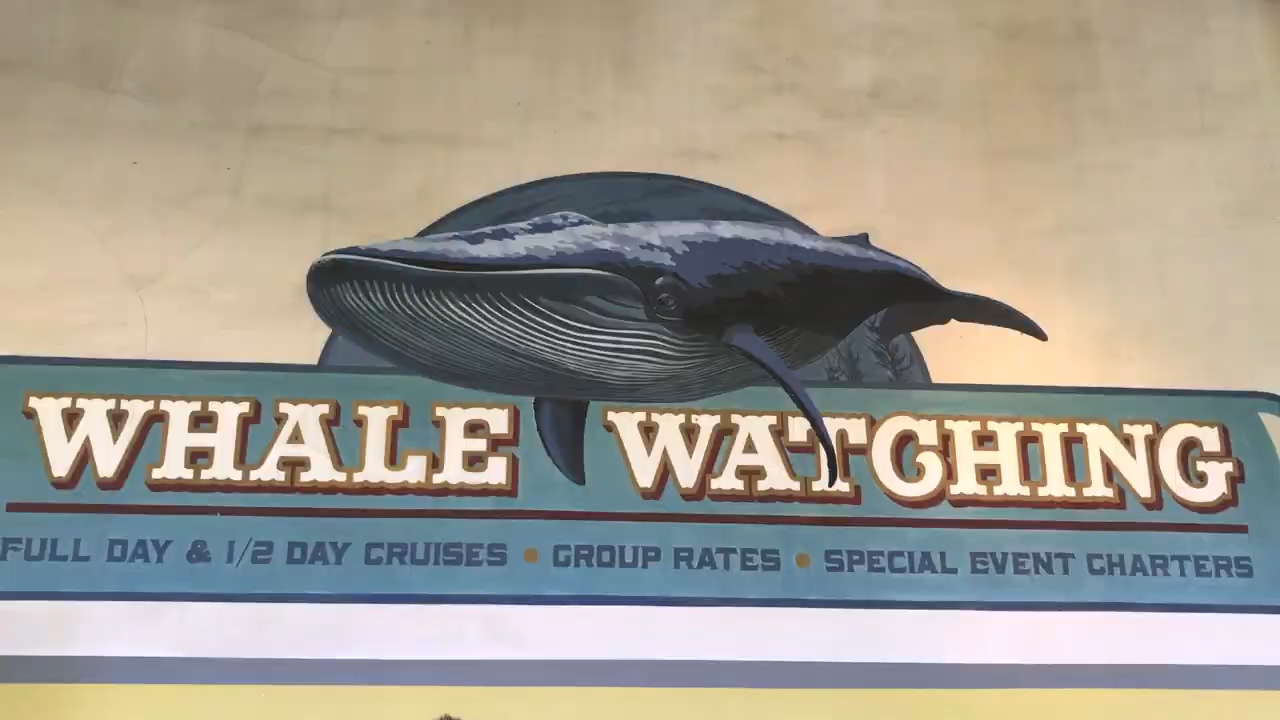 WHALE WATCHING
FULL DAY & 1/2 DAY CRUISES • GROUP RATES • SPECIAL EVENT CHARTERS